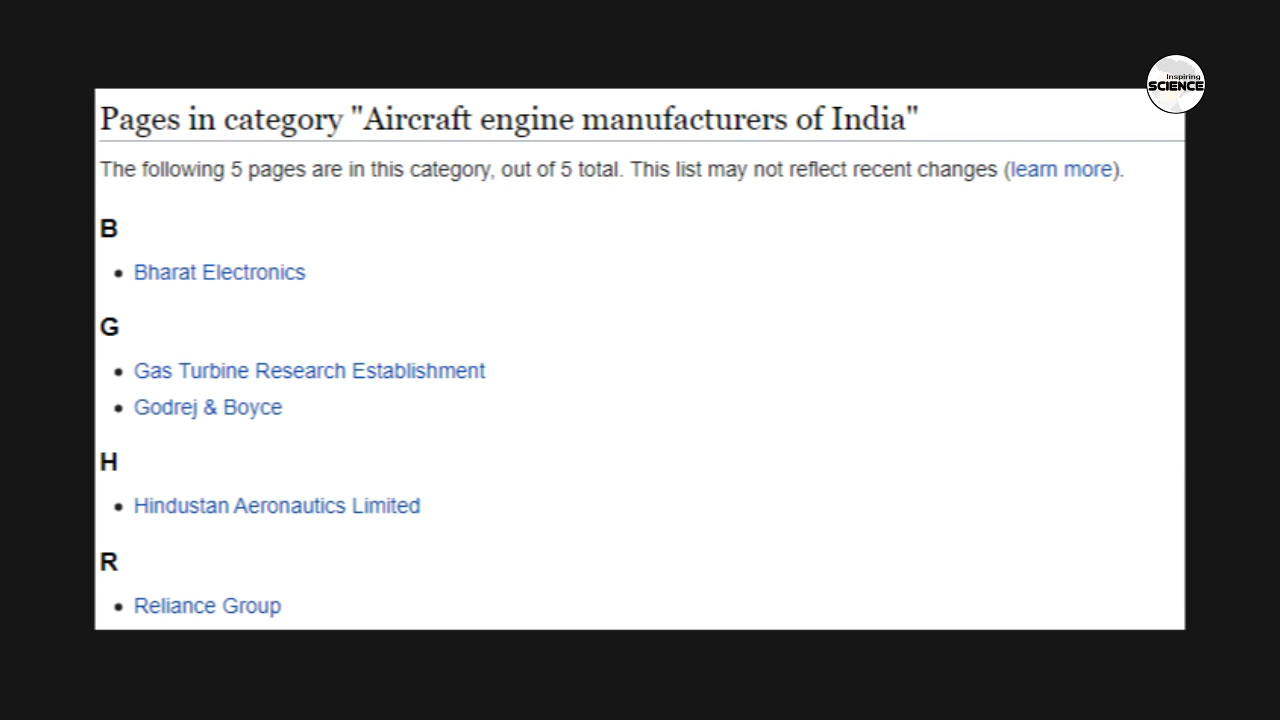 Inspiring
SCIENCE
Pages in category "Aircraft engine manufacturers of India"
The following 5 pages are in this category, out of 5 total. This list may not reflect recent changes (learn more).
B
• Bharat Electronics
G
• Gas Turbine Research Establishment
• Godrej & Boyce
H
• Hindustan Aeronautics Limited
R
• Reliance Group